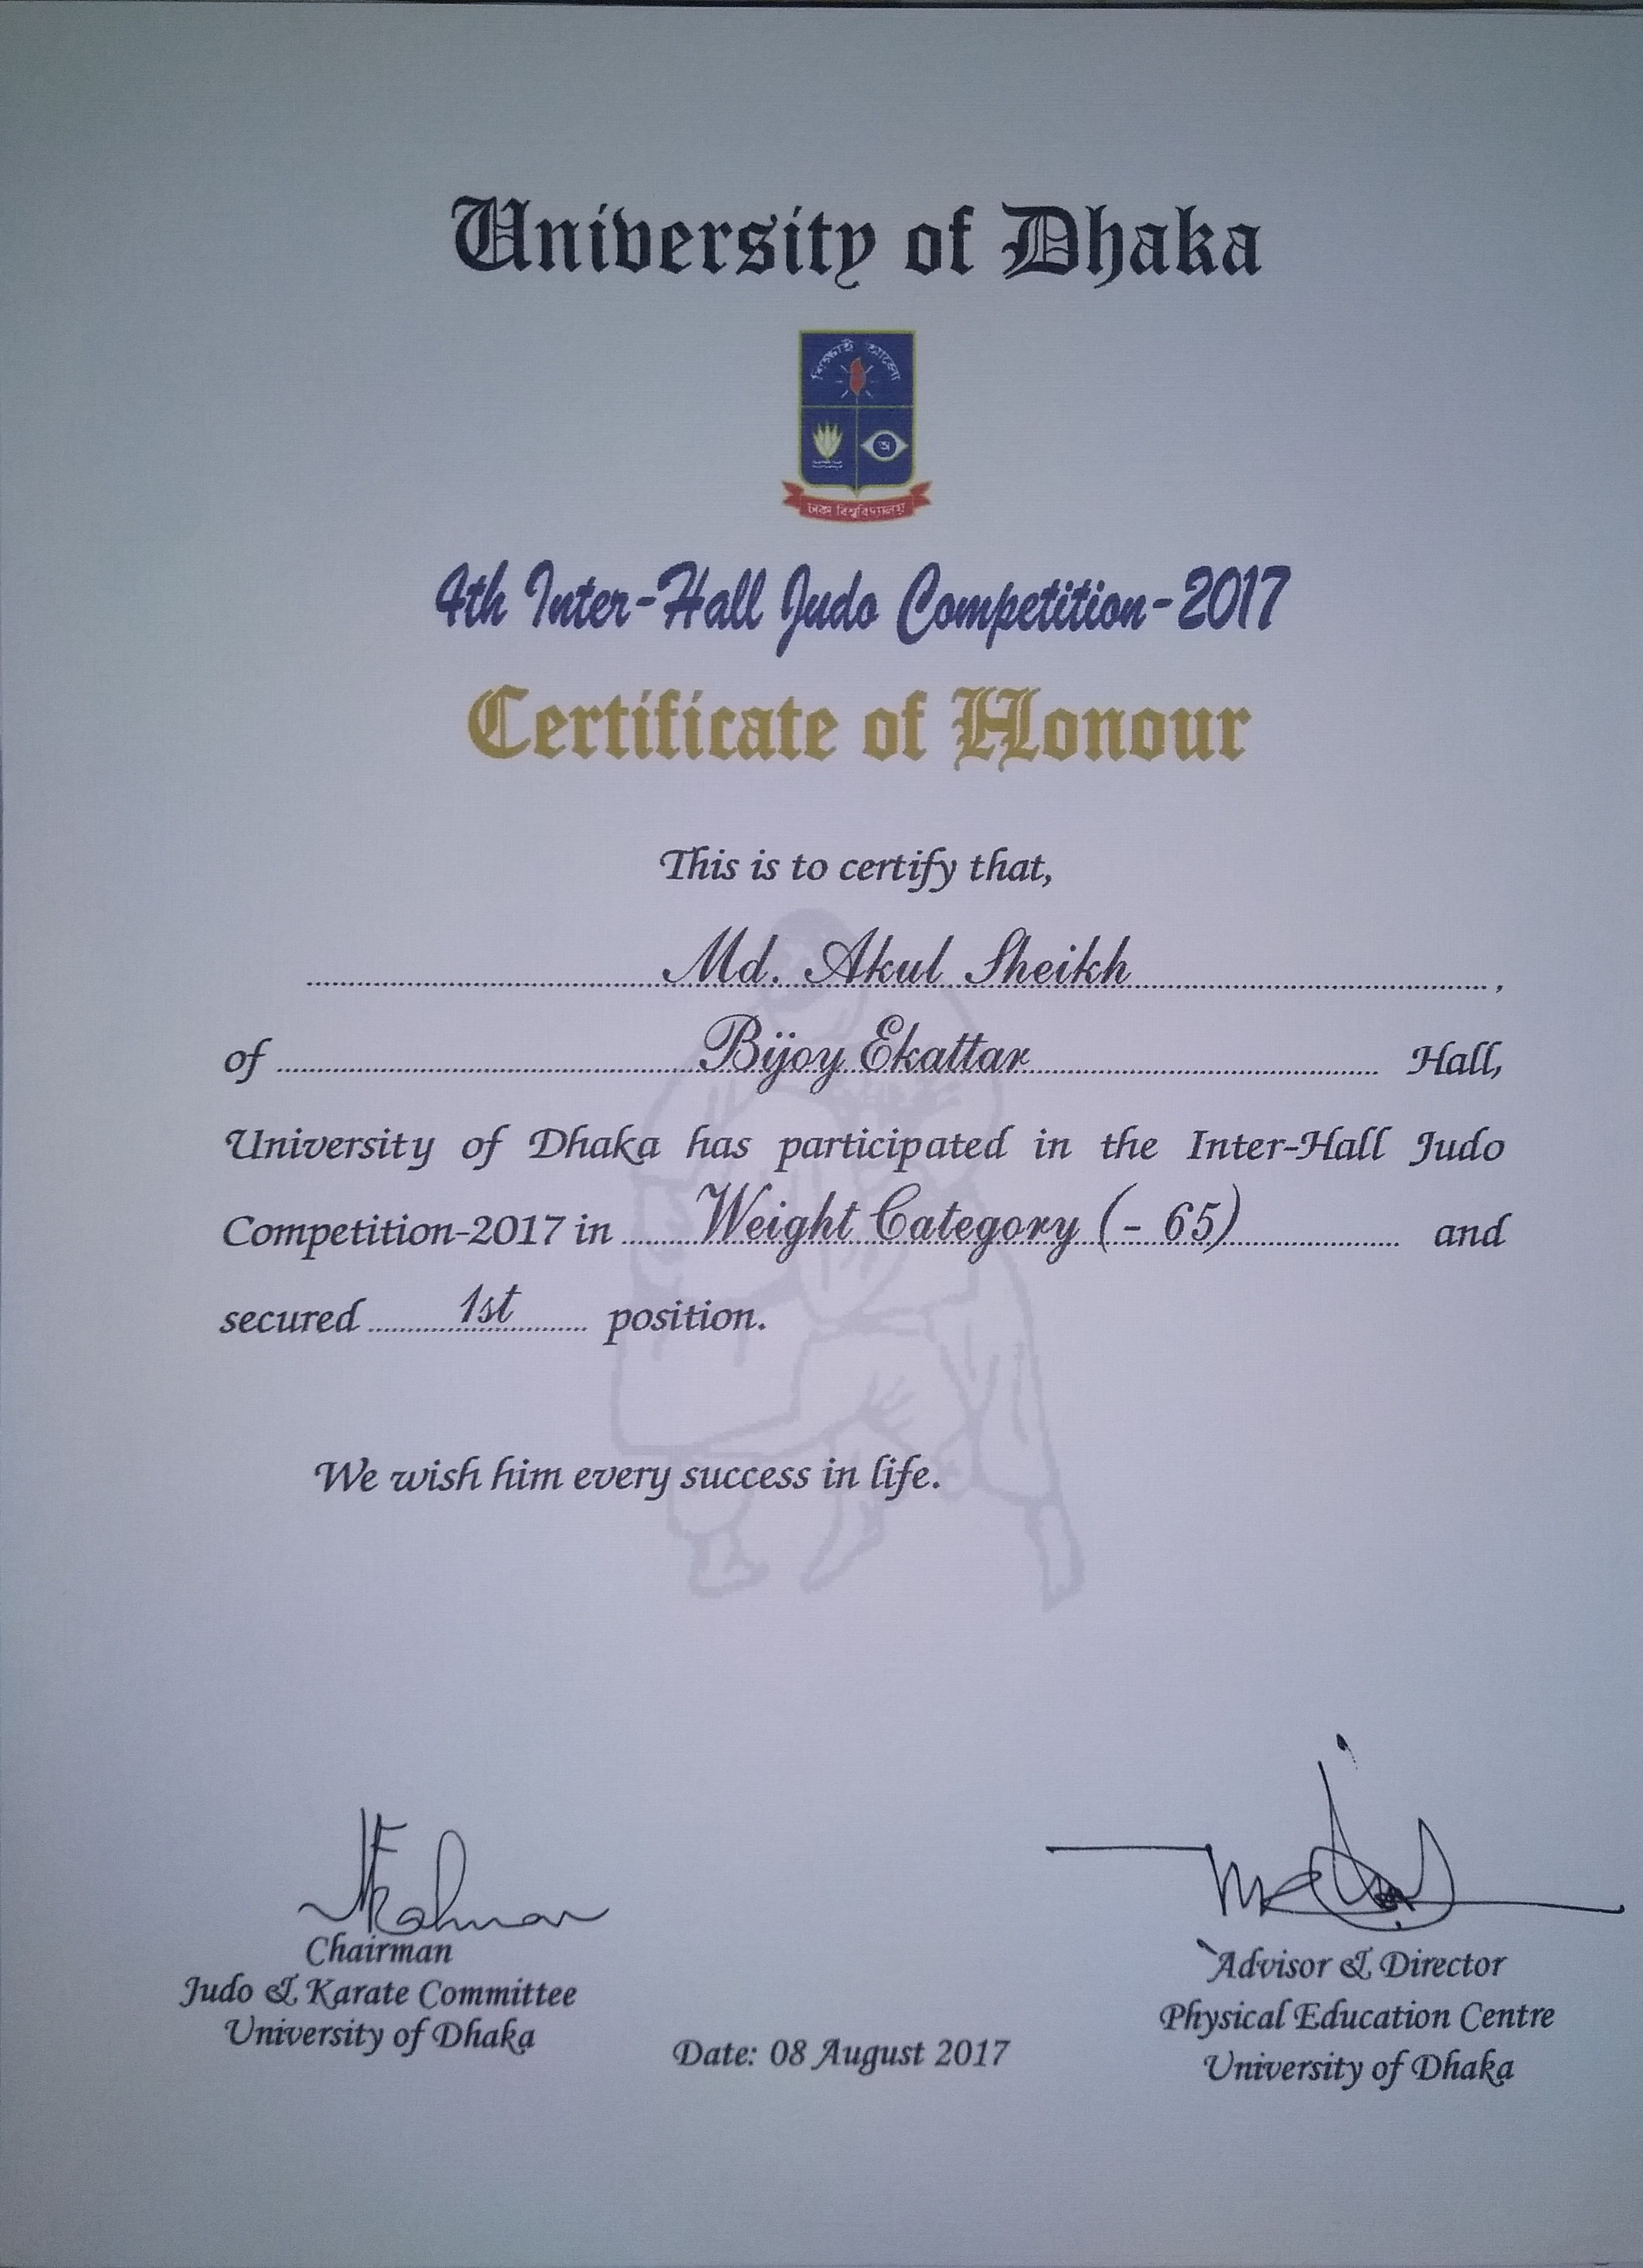 University of Dhaka
শিক্ষাই আলো
অ
ঢাকা বিশ্ববিদ্যালয়
4th Inter-Hall Judo Competition-2017
Certificate of Honour
This is to certify that,
Md. Akul Sheikh,
of Bijoy Ekattar Hall,
University of Dhaka has participated in the Inter-Hall Judo
Competition-2017 in Weight Category (- 65) and
secured 1st position.
We wish him every success in life.
Chairman
Judo & Karate Committee
University of Dhaka
Date: 08 August 2017
Advisor & Director
Physical Education Centre
University of Dhaka